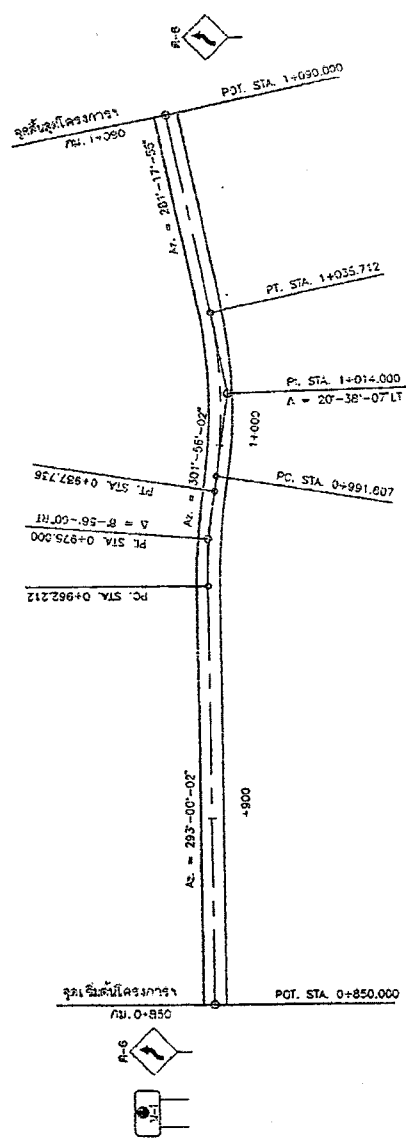 ต-6
จุดสิ้นสุดโครงการฯ
กม. 1+090
POT. STA. 1+090.000
Az. = 281°-17'-55"
PT. STA. 1+035.712
PI. STA. 1+014.000
Δ = 20°-38'-07"LT
1+000
Az. = 301°-56'-02"
PC. STA. 0+991.607
PT. STA. 0+987.736
PI. STA. 0+975.000
Δ = 8°-56'-00"RT
PC. STA. 0+962.212
Az. = 293°-00'-02"
+900
จุดเริ่มต้นโครงการฯ
กม. 0+850
POT. STA. 0+850.000
ต-6
น-1